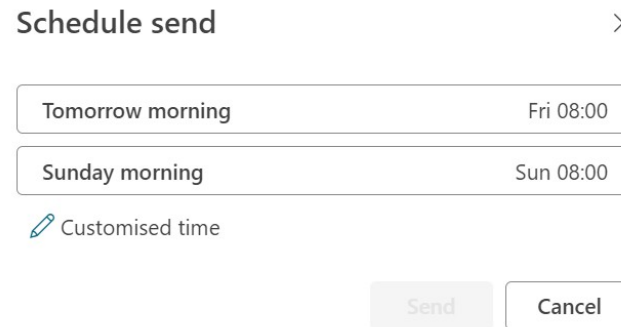 Schedule send
Tomorrow morning Fri 08:00
Sunday morning Sun 08:00
Customised time
Send Cancel